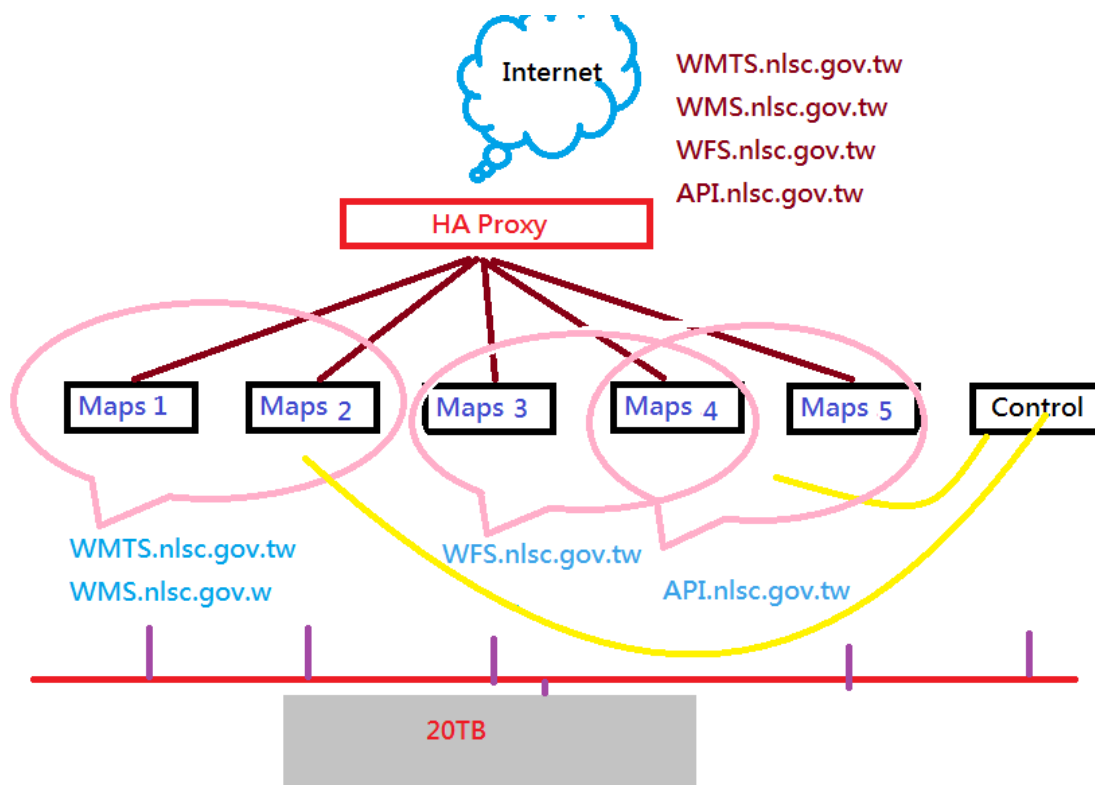 Internet
WMTS.nlsc.gov.tw
WMS.nlsc.gov.tw
WFS.nlsc.gov.tw
API.nlsc.gov.tw
HA Proxy
Maps 1
Maps 2
Maps 3
Maps 4
Maps 5
Control
WMTS.nlsc.gov.tw
WMS.nlsc.gov.w
WFS.nlsc.gov.tw
API.nlsc.gov.tw
20TB